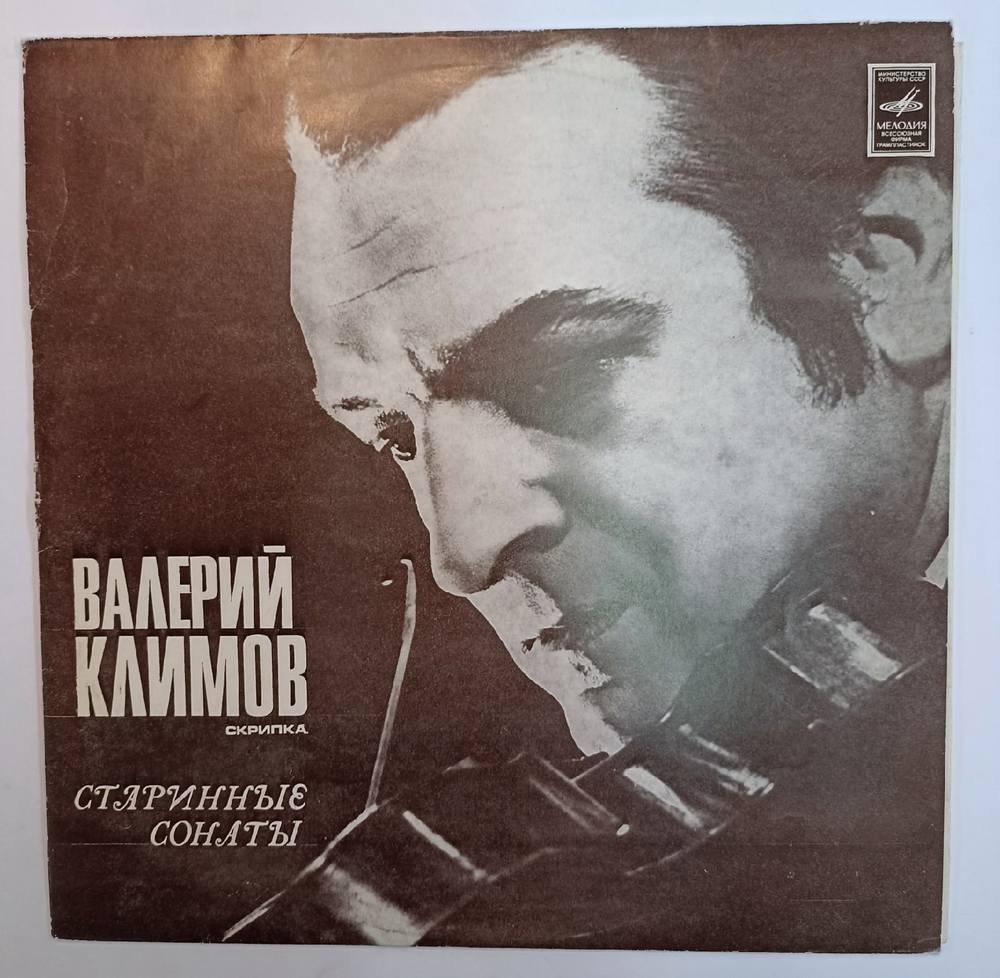 МИНИСТЕРСТВО
КУЛЬТУРЫ СССР
МЕЛОДИЯ
ВСЕСОЮЗНАЯ
ФИРМА
ГРАМПЛАСТИНОК
ВАЛЕРИЙ
КЛИМОВ
СКРИПКА
СТАРИННЫЕ
СОНАТЫ